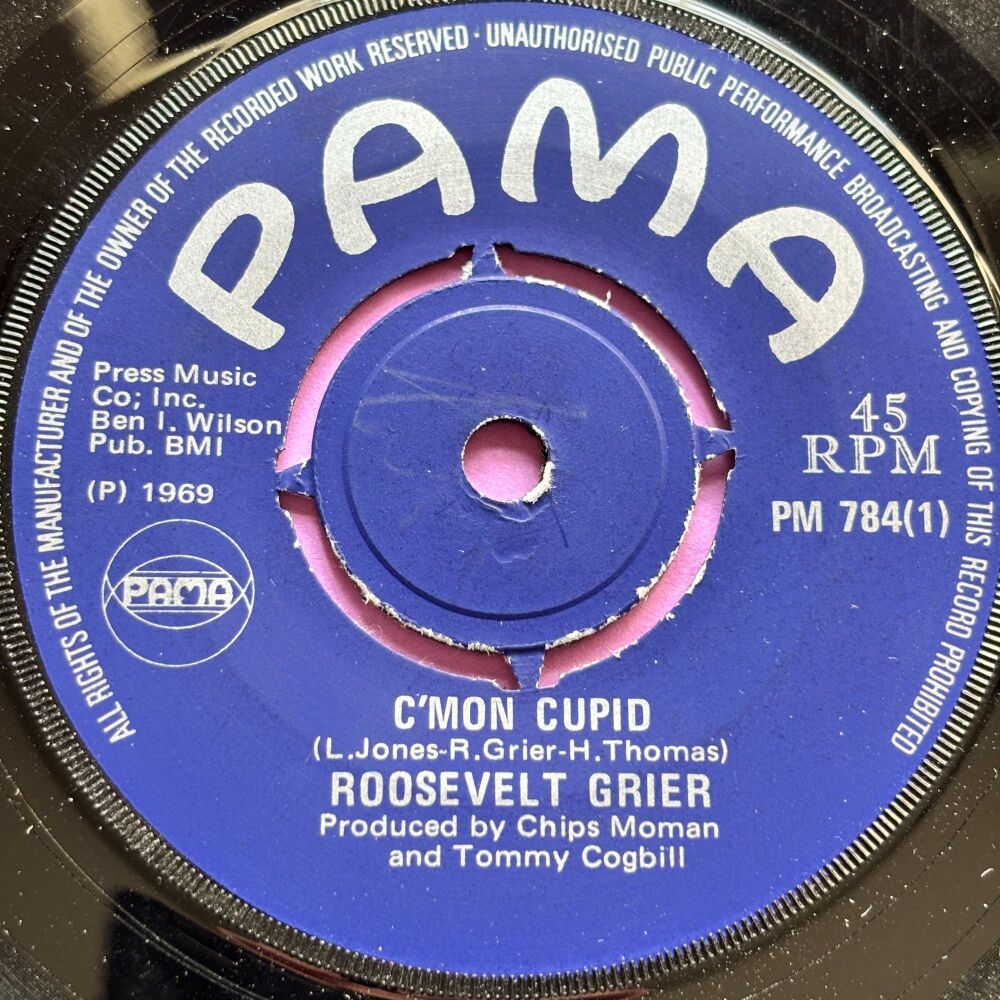 ALL RIGHTS OF THE MANUFACTURER AND OF THE OWNER OF THE RECORDED WORK RESERVED · UNAUTHORISED PUBLIC PERFORMANCE BROADCASTING AND COPYING OF THIS RECORD PROHIBITED
PAMA
Press Music
Co; Inc.
Ben I. Wilson
Pub. BMI
(P) 1969
PAMA
45
RPM
PM 784(1)
C'MON CUPID
(L.Jones-R.Grier-H.Thomas)
ROOSEVELT GRIER
Produced by Chips Moman
and Tommy Cogbill